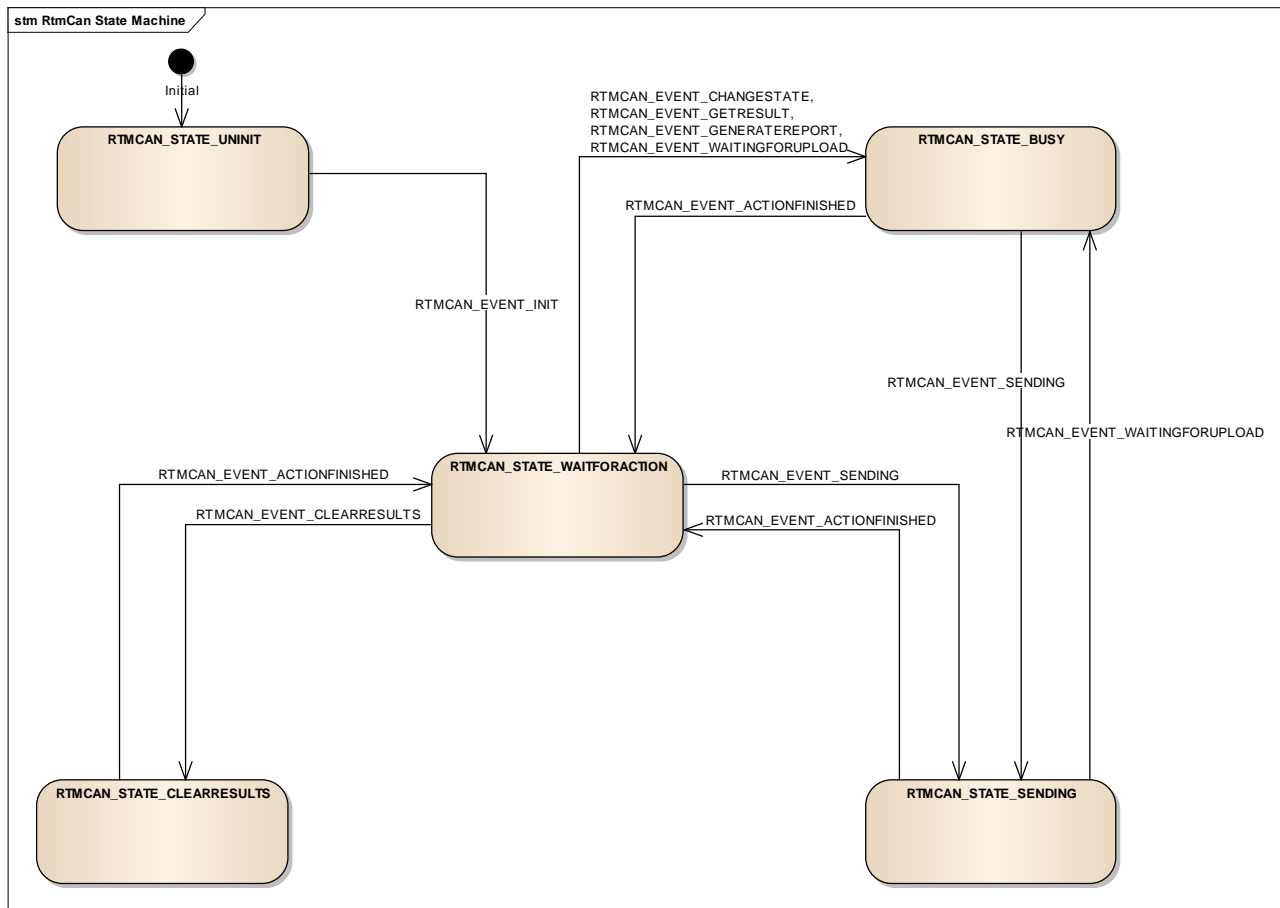 stm RtmCan State Machine
Initial
RTMCAN_STATE_UNINIT
RTMCAN_EVENT_CHANGESTATE,
RTMCAN_EVENT_GETRESULT,
RTMCAN_EVENT_GENERATEREPORT,
RTMCAN_EVENT_WAITINGFORUPLOAD
RTMCAN_STATE_BUSY
RTMCAN_EVENT_ACTIONFINISHED
RTMCAN_EVENT_INIT
RTMCAN_EVENT_SENDING
RTMCAN_EVENT_WAITINGFORUPLOAD
RTMCAN_STATE_WAITFORACTION
RTMCAN_EVENT_ACTIONFINISHED
RTMCAN_EVENT_SENDING
RTMCAN_EVENT_CLEARRESULTS
RTMCAN_EVENT_ACTIONFINISHED
RTMCAN_STATE_CLEARRESULTS
RTMCAN_STATE_SENDING